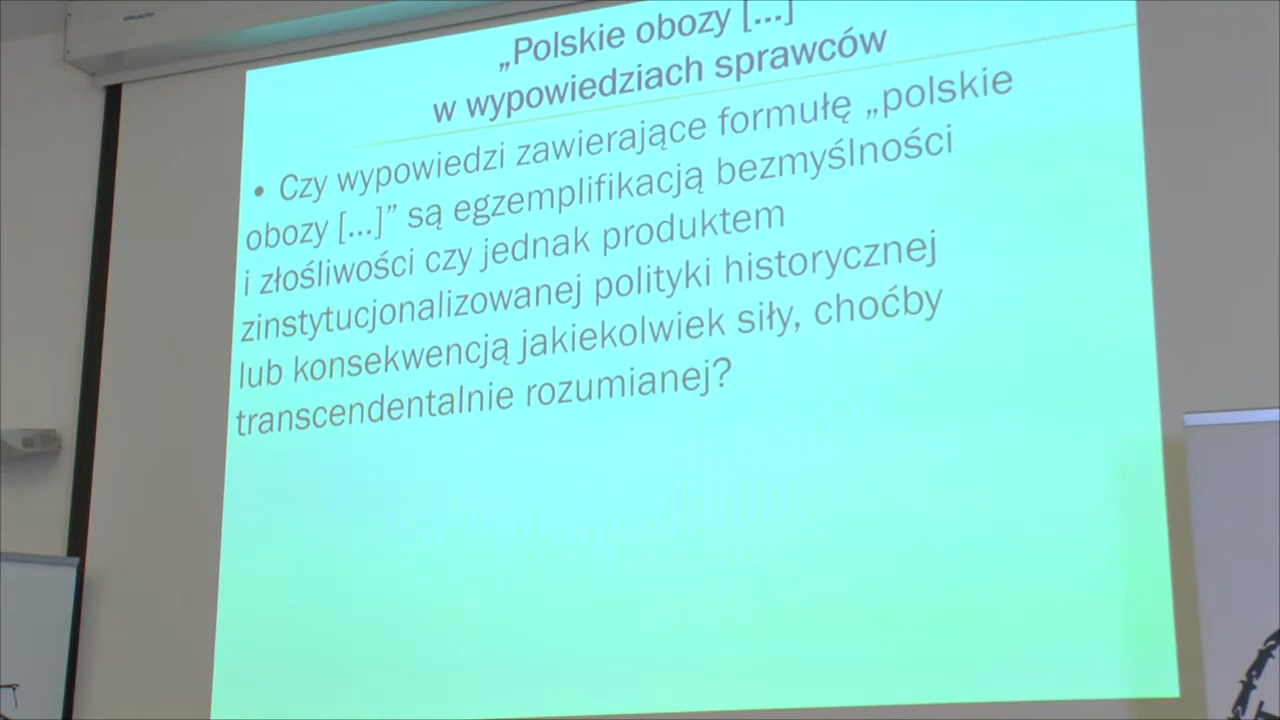 „Polskie obozy [...]
w wypowiedziach sprawców
• Czy wypowiedzi zawierające formułę „polskie
obozy [...]” są egzemplifikacją bezmyślności
i złośliwości czy jednak produktem
zinstytucjonalizowanej polityki historycznej
lub konsekwencją jakiekolwiek siły, choćby
transcendentalnie rozumianej?